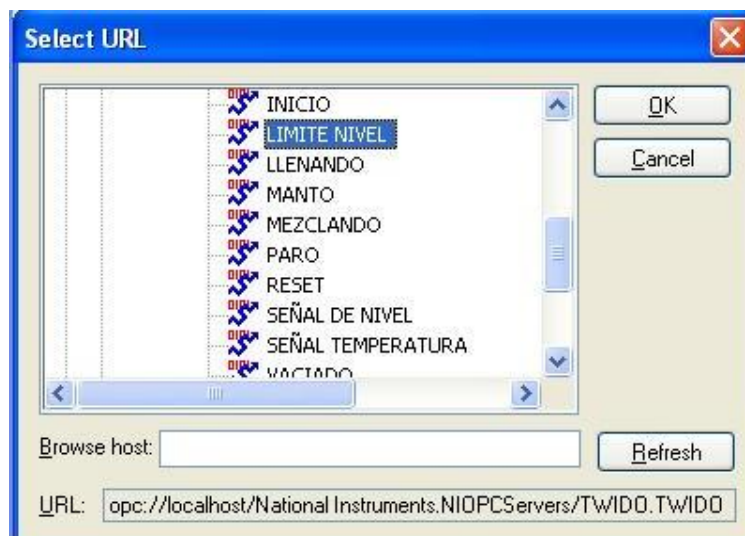 Select URL
INICIO
LIMITE NIVEL
LLENANDO
MANTO
MEZCLANDO
PARO
RESET
SEÑAL DE NIVEL
SEÑAL TEMPERATURA
VACIADO
OK
Cancel
Browse host:
Refresh
URL: opc://localhost/National Instruments.NIOPCServers/TWIDO.TWIDO